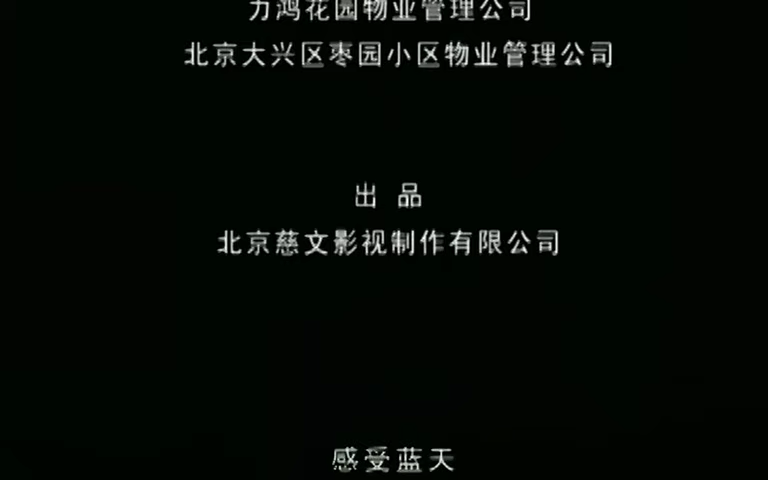 力鸿花园物业管理公司
北京大兴区枣园小区物业管理公司
出 品
北京慈文影视制作有限公司
感受蓝天